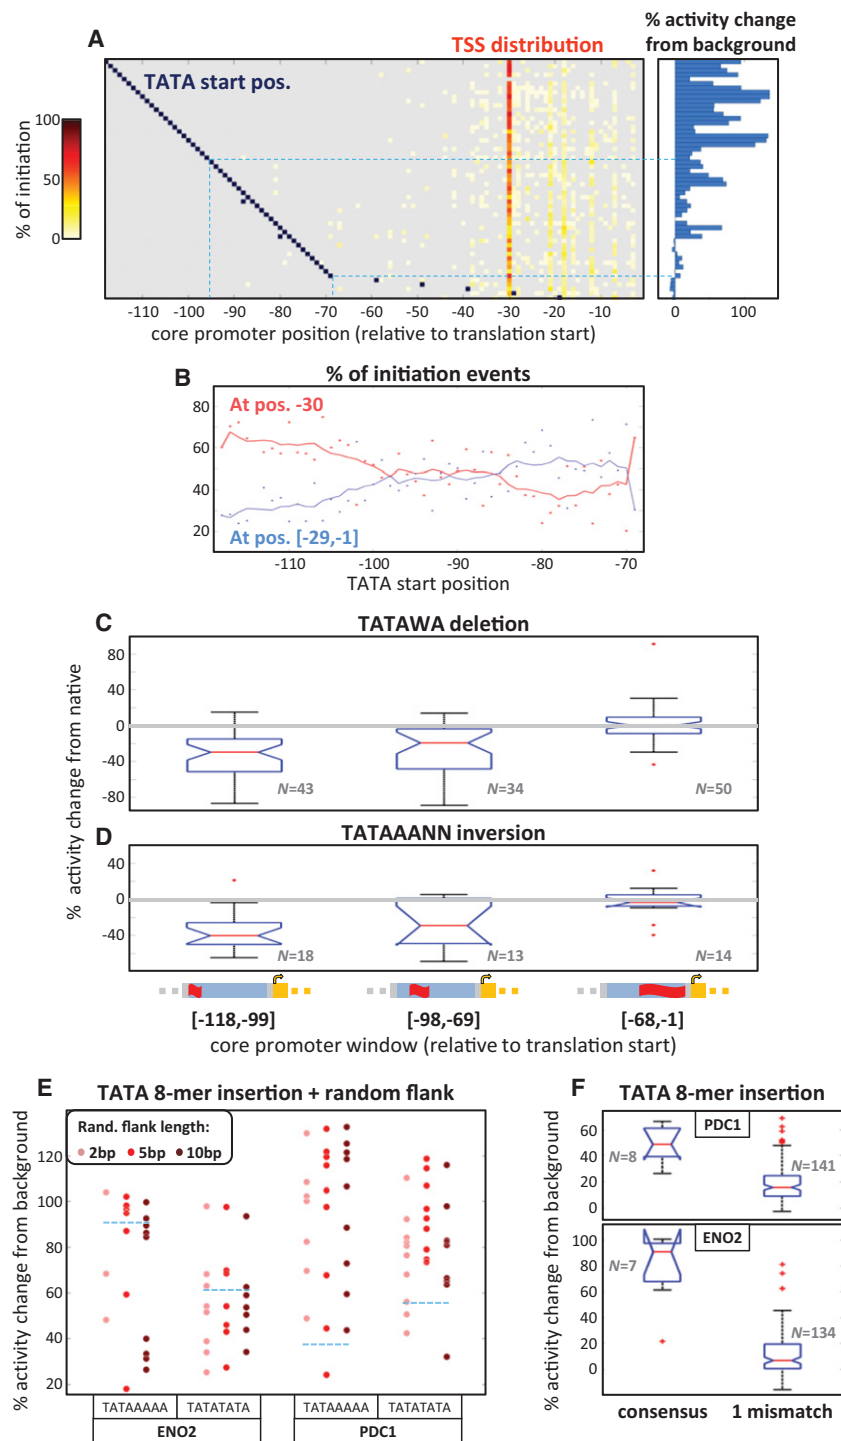 A
TSS distribution
% activity change
from background
TATA start pos.
% of initiation
100
50
0
-110 -100 -90 -80 -70 -60 -50 -40 -30 -20 -10
0 100
core promoter position (relative to translation start)
B
% of initiation events
At pos. -30
80
60
40
20
At pos. [-29,-1]
-110 -100 -90 -80 -70
TATA start position
C
TATAWA deletion
% activity change from native
80
40
0
-40
-80
N=43
N=34
N=50
D
TATAAANN inversion
40
0
-40
N=18
N=13
N=14
[-118,-99] [-98,-69] [-68,-1]
core promoter window (relative to translation start)
E
TATA 8-mer insertion + random flank
% activity change from background
Rand. flank length:
2bp 5bp 10bp
120
100
80
60
40
20
TATAAAAA TATATATA TATAAAAA TATATATA
ENO2 PDC1
F
TATA 8-mer insertion
% activity change from background
PDC1
60
40
20
0
N=8
N=141
ENO2
100
80
60
40
20
0
N=7
N=134
consensus 1 mismatch